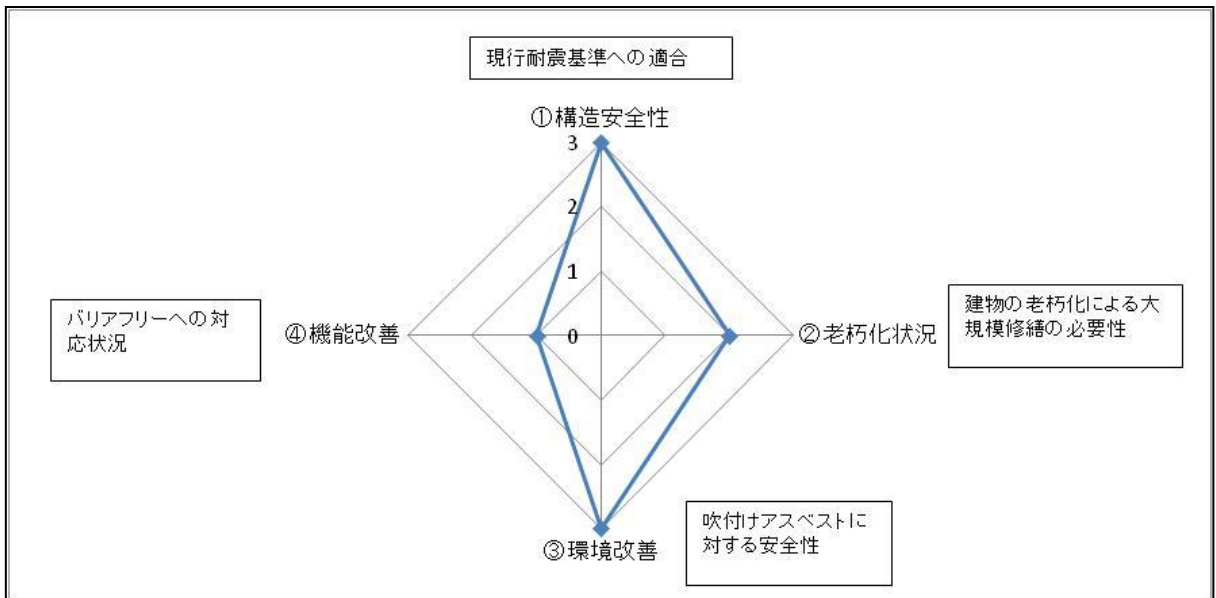 現行耐震基準への適合
①構造安全性
3
2
1
0
バリアフリーへの対
応状況
④機能改善
②老朽化状況
建物の老朽化による大
規模修繕の必要性
③環境改善
吹付けアスベストに
対する安全性